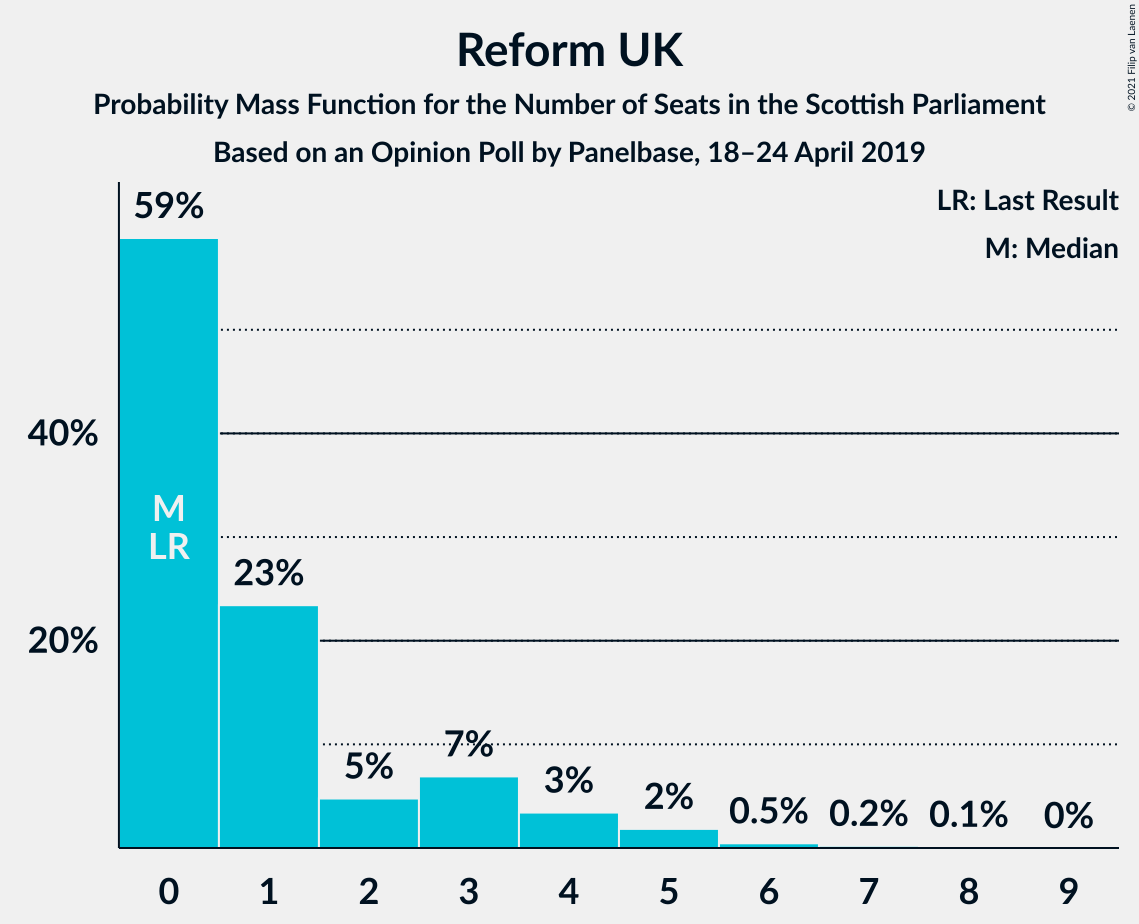 Reform UK
Probability Mass Function for the Number of Seats in the Scottish Parliament
Based on an Opinion Poll by Panelbase, 18–24 April 2019
© 2021 Filip van Laenen
LR: Last Result
M: Median
59%
40%
M
LR
23%
20%
5%
7%
3%
2%
0.5%
0.2%
0.1%
0%
0 1 2 3 4 5 6 7 8 9